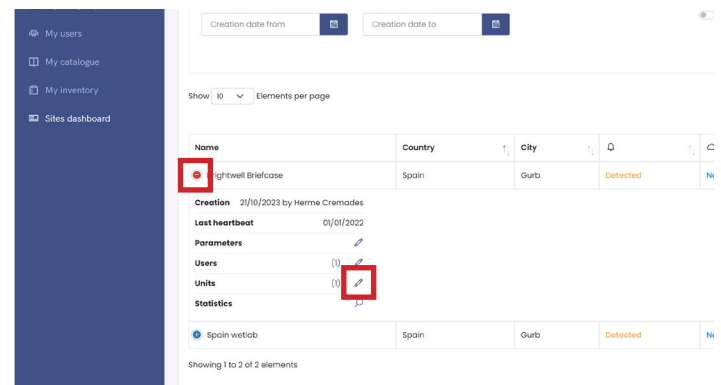 My users
My catalogue
My inventory
Sites dashboard
Creation date from
Creation date to
Show 10 Elements per page
Name Country City
Brightwell Briefcase Spain Gurb Detected
Creation 21/10/2023 by Herme Cremades
Last heartbeat 01/01/2022
Parameters
Users (1)
Units (1)
Statistics
Spain wetlab Spain Gurb Detected
Showing 1 to 2 of 2 elements